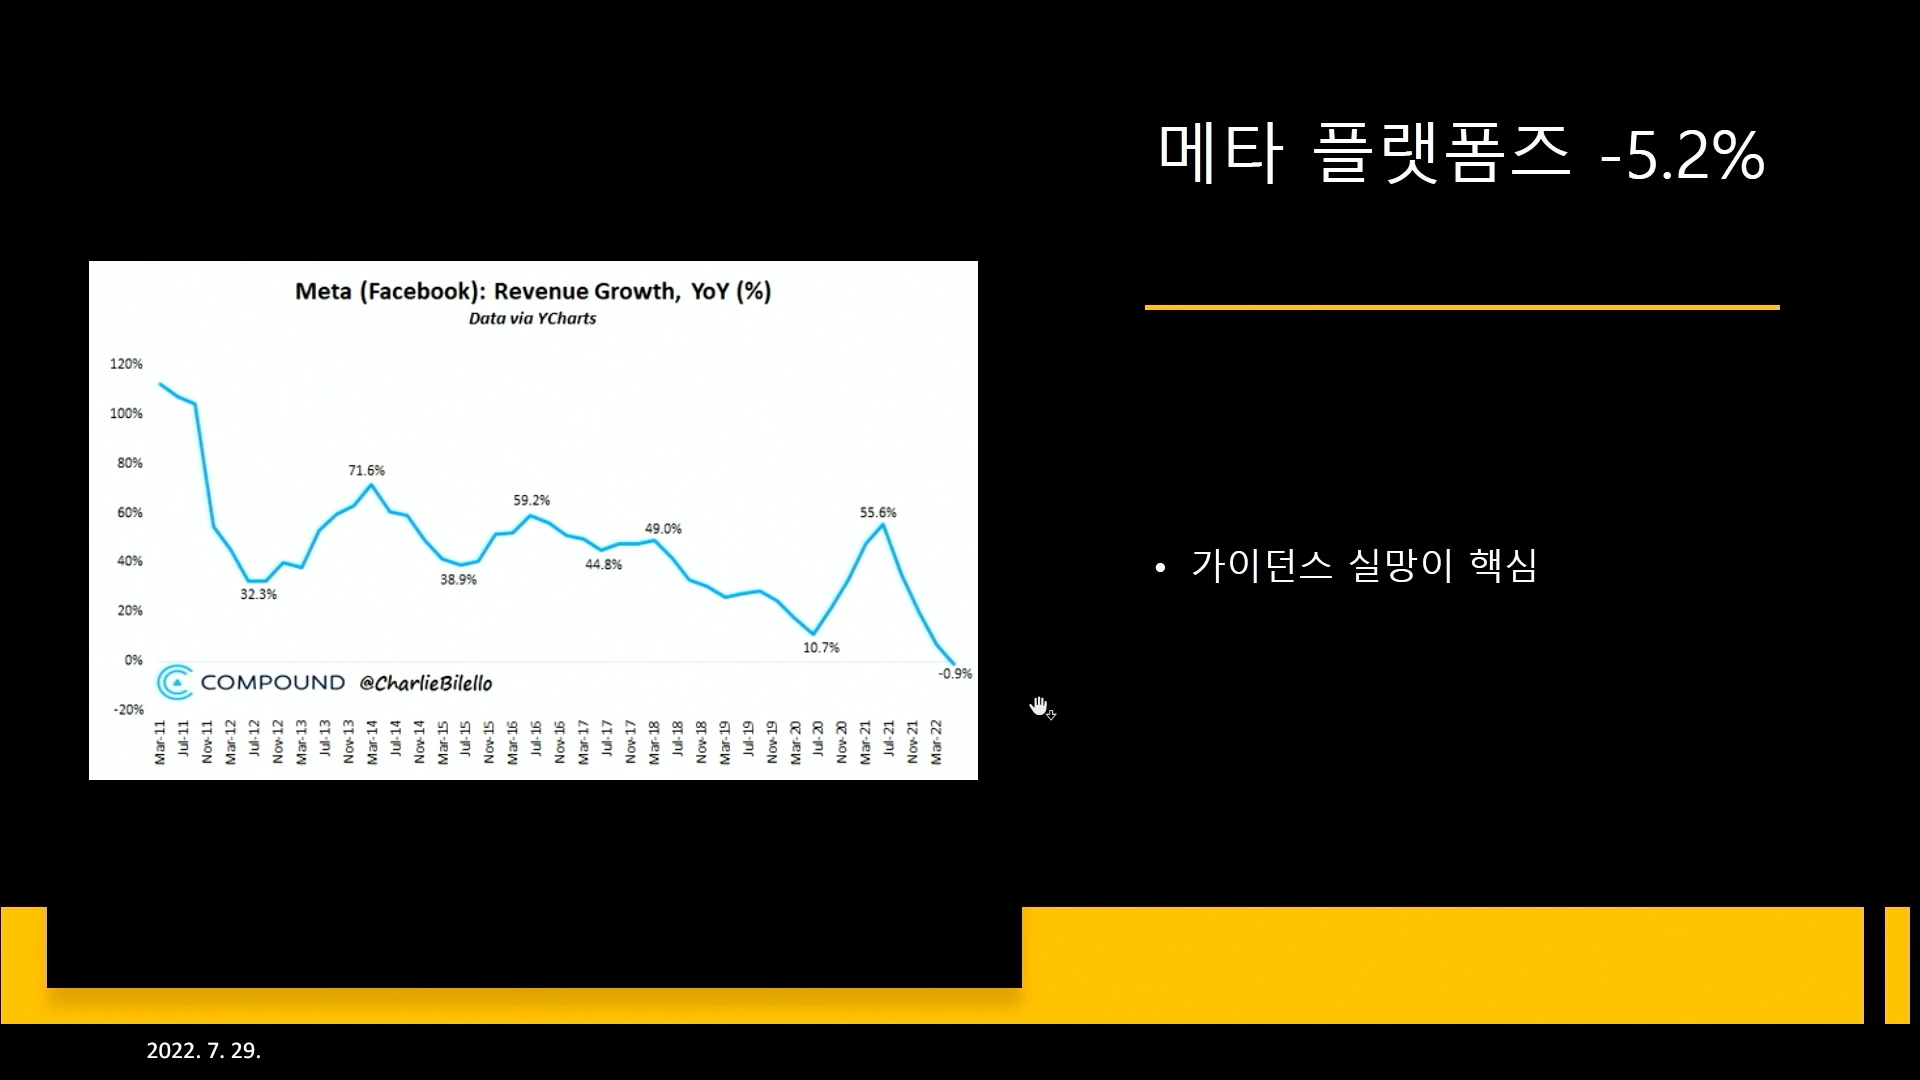 메타 플랫폼즈 -5.2%
Meta (Facebook): Revenue Growth, YoY (%)
Data via YCharts
120%
100%
80%
60%
40%
20%
0%
-20%
71.6%
59.2%
55.6%
49.0%
44.8%
38.9%
32.3%
10.7%
-0.9%
COMPOUND @CharlieBilello
Mar-11
Jul-11
Nov-11
Mar-12
Jul-12
Nov-12
Mar-13
Jul-13
Nov-13
Mar-14
Jul-14
Nov-14
Mar-15
Jul-15
Nov-15
Mar-16
Jul-16
Nov-16
Mar-17
Jul-17
Nov-17
Mar-18
Jul-18
Nov-18
Mar-19
Jul-19
Nov-19
Mar-20
Jul-20
Nov-20
Mar-21
Jul-21
Nov-21
Mar-22
• 가이던스 실망이 핵심
2022. 7. 29.